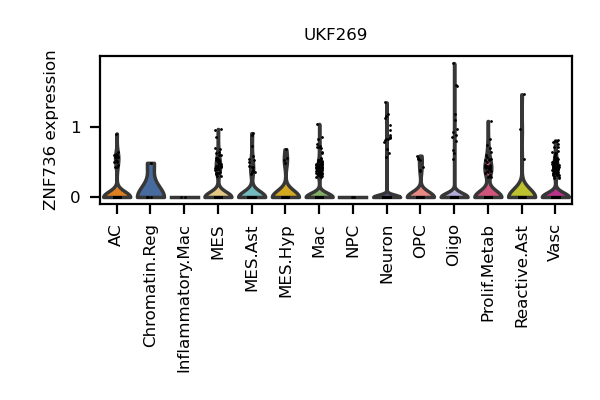 UKF269
ZNF736 expression
1
0
AC
Chromatin.Reg
Inflammatory.Mac
MES
MES.Ast
MES.Hyp
Mac
NPC
Neuron
OPC
Oligo
Prolif.Metab
Reactive.Ast
Vasc